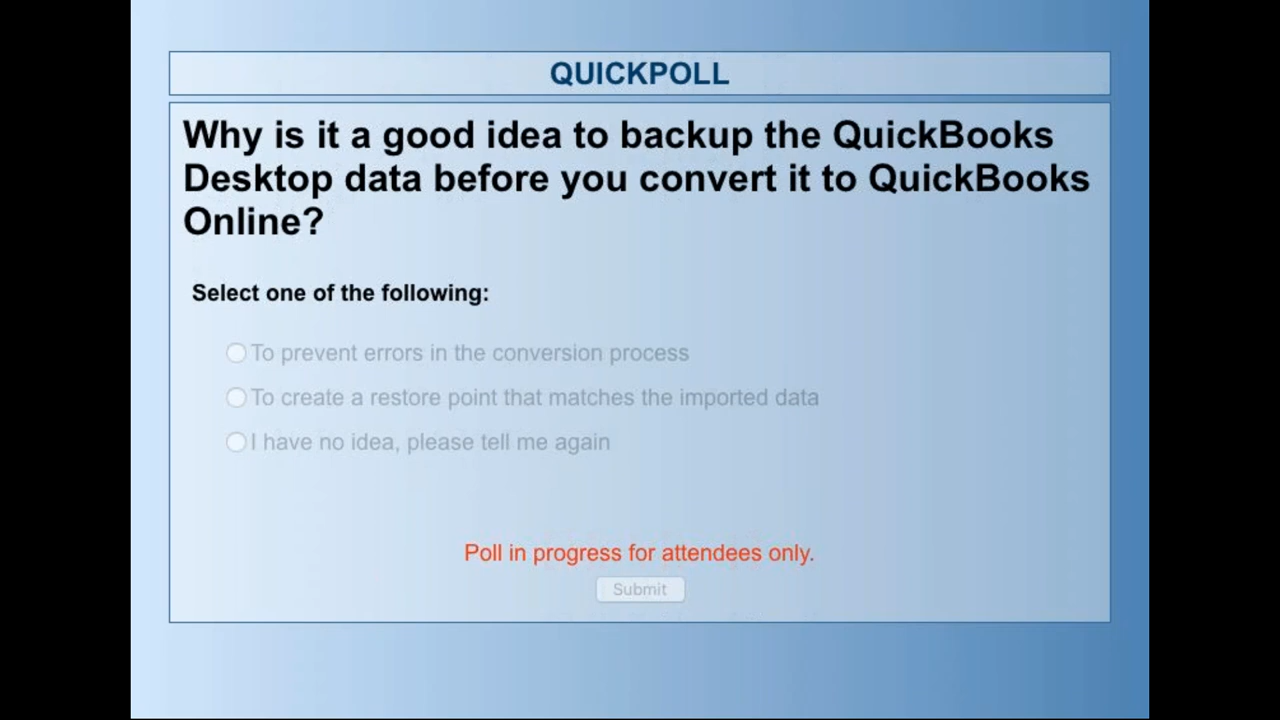 QUICKPOLL
Why is it a good idea to backup the QuickBooks
Desktop data before you convert it to QuickBooks
Online?
Select one of the following:
To prevent errors in the conversion process
To create a restore point that matches the imported data
I have no idea, please tell me again
Poll in progress for attendees only.
Submit